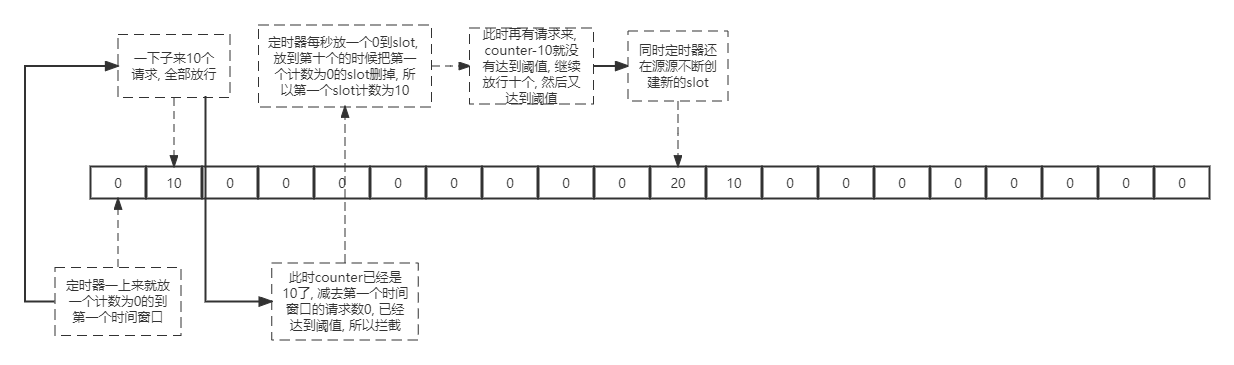 一下子来10个
请求, 全部放行
定时器每秒放一个0到slot,
放到第十个的时候把第一
个计数为0的slot删掉, 所
以第一个slot计数为10
此时再有请求来,
counter-10就没
有达到阈值, 继续
放行十个, 然后又
达到阈值
同时定时器还
在源源不断创
建新的slot
0 10 0 0 0 0 0 0 0 0 20 10 0 0 0 0 0 0 0 0
定时器一上来就放
一个计数为0的到
第一个时间窗口
此时counter已经是
10了, 减去第一个时间
窗口的请求数0, 已经
达到阈值, 所以拦截